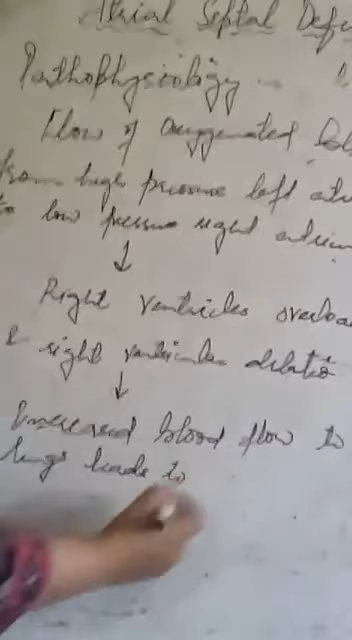 Atrial Septal Defe
Pathophysiology -
Flow of oxygenated blo
from high pressure left atri
to low pressure right atrium
↓
Right ventricles overloa
& right ventricles dilatio
↓
Increased blood flow to
lungs leads to